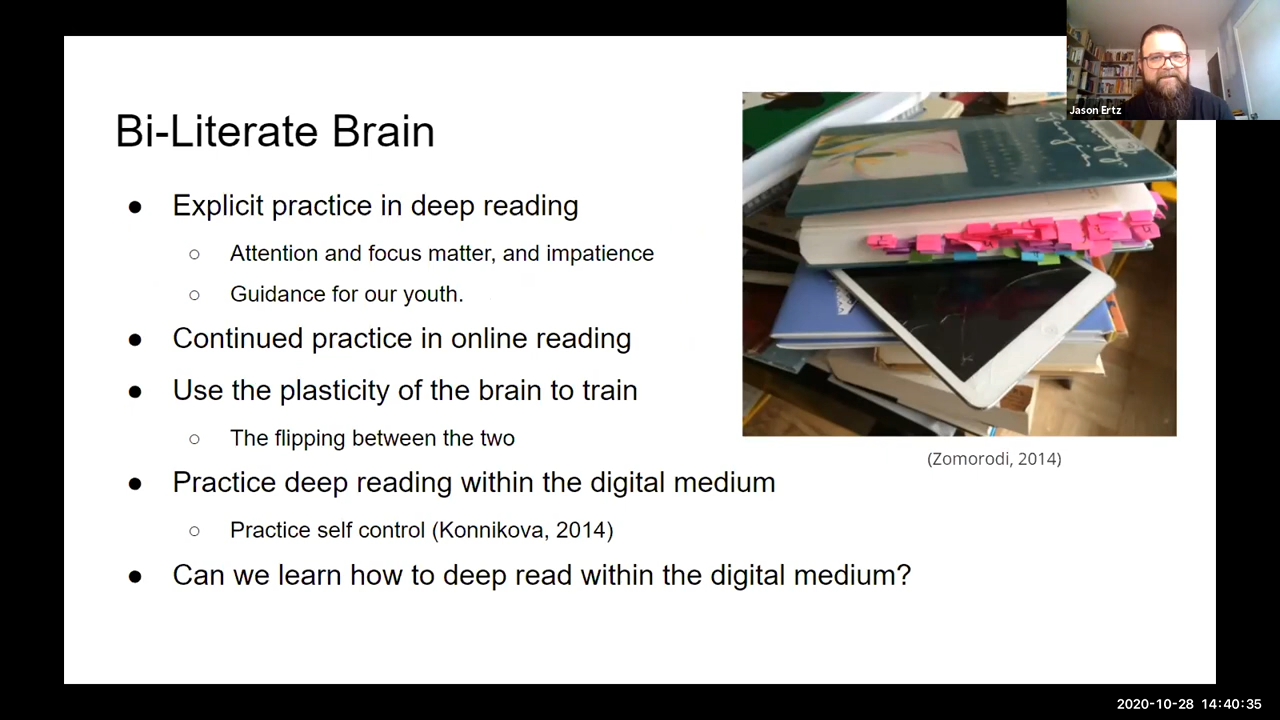 Jason Ertz
Bi-Literate Brain
● Explicit practice in deep reading
○ Attention and focus matter, and impatience
○ Guidance for our youth.
● Continued practice in online reading
● Use the plasticity of the brain to train
○ The flipping between the two
● Practice deep reading within the digital medium
○ Practice self control (Konnikova, 2014)
● Can we learn how to deep read within the digital medium?
(Zomorodi, 2014)
2020-10-28 14:40:35